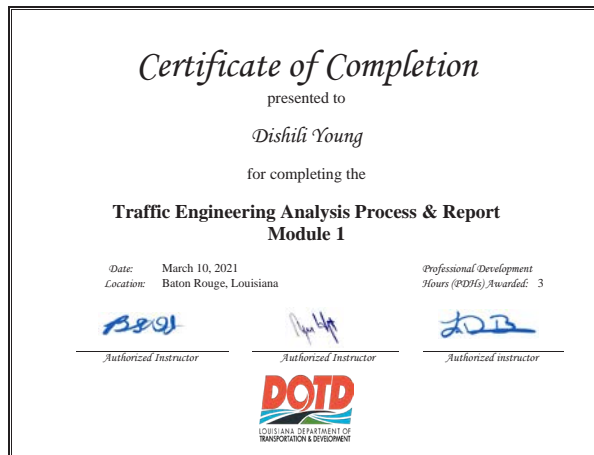 Certificate of Completion
presented to
Dishili Young
for completing the
Traffic Engineering Analysis Process & Report
Module 1
Date: March 10, 2021
Location: Baton Rouge, Louisiana
Professional Development
Hours (PDHs) Awarded: 3
Authorized Instructor
Authorized Instructor
Authorized instructor
DOTD
LOUISIANA DEPARTMENT OF
TRANSPORTATION & DEVELOPMENT